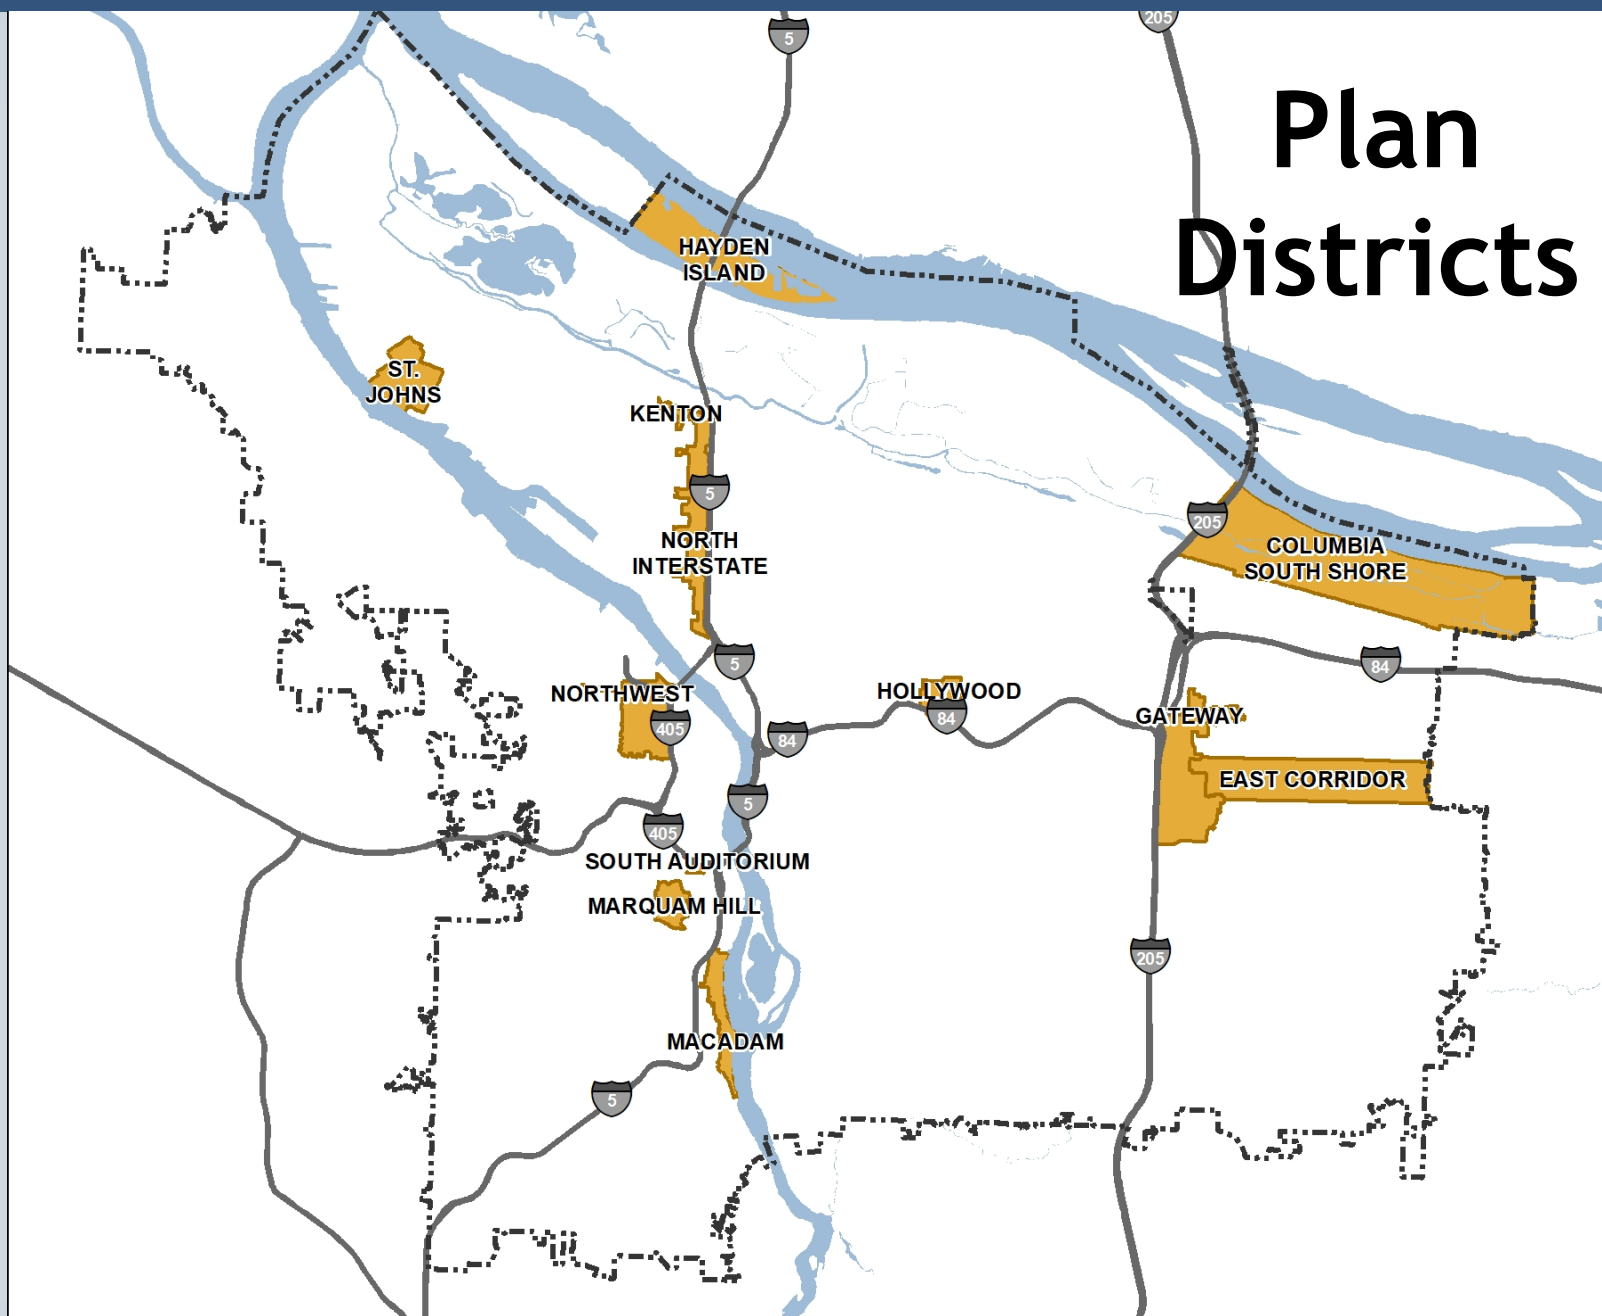 5
205
Plan
Districts
HAYDEN
ISLAND
ST.
JOHNS
KENTON
5
NORTH
INTERSTATE
205
COLUMBIA
SOUTH SHORE
5
84
NORTHWEST
405
HOLLYWOOD
84
84
GATEWAY
EAST CORRIDOR
5
405
SOUTH AUDITORIUM
MARQUAM HILL
205
MACADAM
5